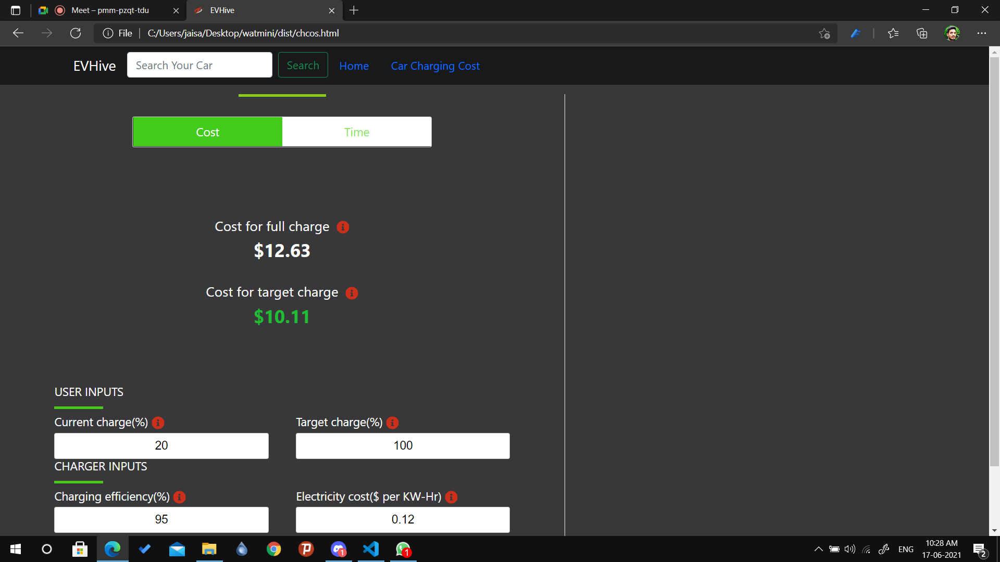 Meet – pmm-pzqt-tdu
EVHive
File
C:/Users/jaisa/Desktop/watmini/dist/chcos.html
EVHive
Search Your Car
Search
Home
Car Charging Cost
Cost
Time
Cost for full charge
$12.63
Cost for target charge
$10.11
USER INPUTS
Current charge(%)
Target charge(%)
20
100
CHARGER INPUTS
Charging efficiency(%)
Electricity cost($ per KW-Hr)
95
0.12
1
1
ENG
10:28 AM
17-06-2021
2